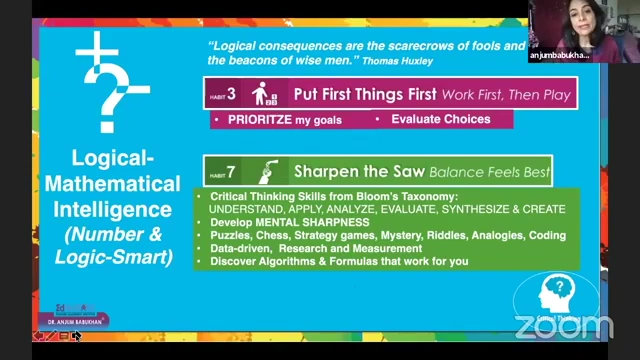 "Logical consequences are the scarecrows of fools and
the beacons of wise men." Thomas Huxley
anjumbabukha...
HABIT 3 Put First Things First Work First, Then Play
• PRIORITZE my goals • Evaluate Choices
Logical-
Mathematical
Intelligence
(Number &
Logic-Smart)
HABIT 7 Sharpen the Saw Balance Feels Best
• Critical Thinking Skills from Bloom's Taxonomy:
UNDERSTAND, APPLY, ANALYZE, EVALUATE, SYNTHESIZE & CREATE
• Develop MENTAL SHARPNESS
• Puzzles, Chess, Strategy games, Mystery, Riddles, Analogies, Coding
• Data-driven, Research and Measurement
• Discover Algorithms & Formulas that work for you
Ed
DR. ANJUM BABUKHAN
zoom